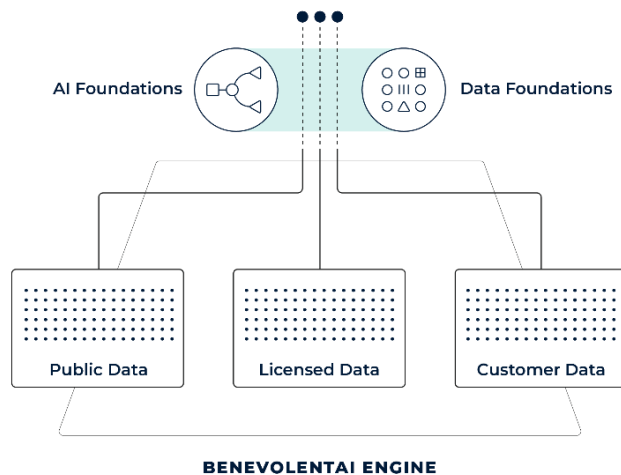 AI Foundations
Data Foundations
Public Data
Licensed Data
Customer Data
BENEVOLENTAI ENGINE